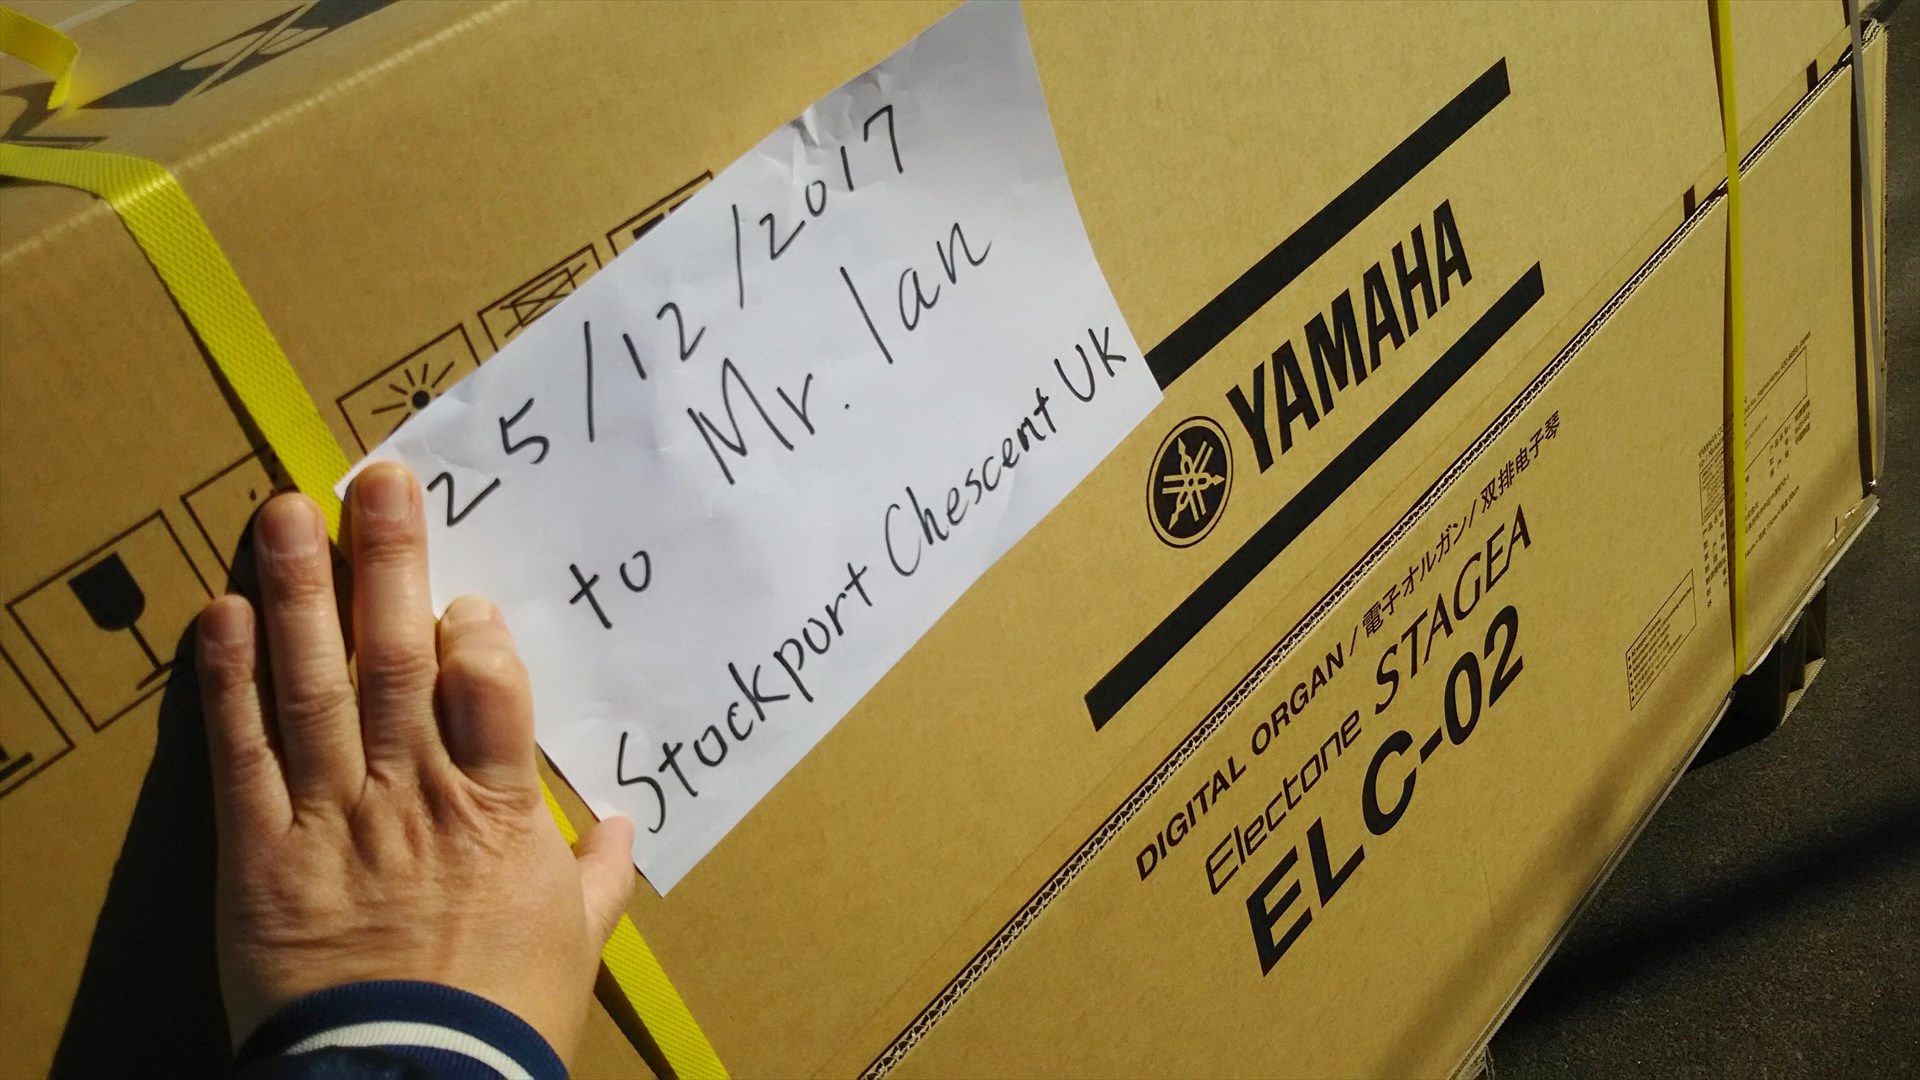 25/12/2017
to Mr. Ian
Stockport Chescent UK
YAMAHA
DIGITAL ORGAN / 電子オルガン / 双排电子琴
Electone STAGEA
ELC-02